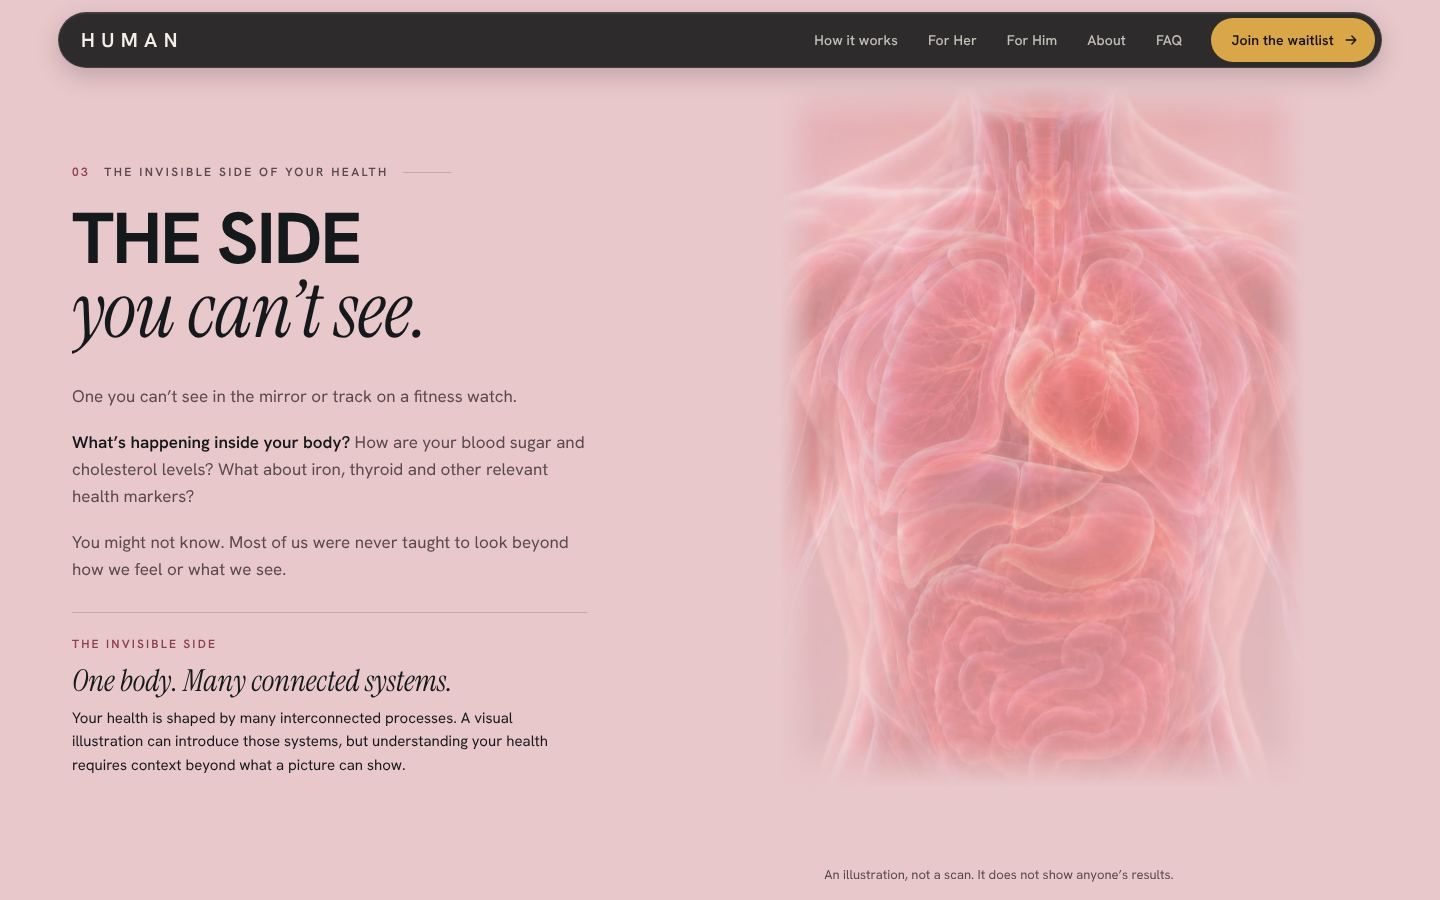 HUMAN
How it works
For Her
For Him
About
FAQ
Join the waitlist →
03 THE INVISIBLE SIDE OF YOUR HEALTH
THE SIDE
you can’t see.
One you can’t see in the mirror or track on a fitness watch.
What’s happening inside your body? How are your blood sugar and
cholesterol levels? What about iron, thyroid and other relevant
health markers?
You might not know. Most of us were never taught to look beyond
how we feel or what we see.
THE INVISIBLE SIDE
One body. Many connected systems.
Your health is shaped by many interconnected processes. A visual
illustration can introduce those systems, but understanding your health
requires context beyond what a picture can show.
An illustration, not a scan. It does not show anyone’s results.